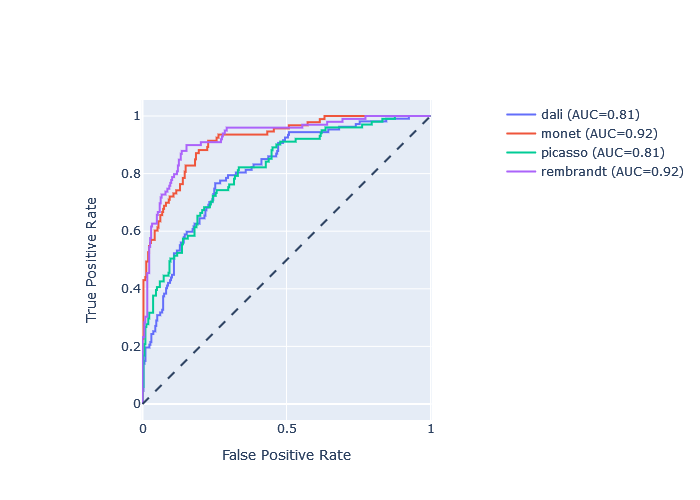 dali (AUC=0.81)
monet (AUC=0.92)
picasso (AUC=0.81)
rembrandt (AUC=0.92)
True Positive Rate
1
0.8
0.6
0.4
0.2
0
0
0.5
1
False Positive Rate